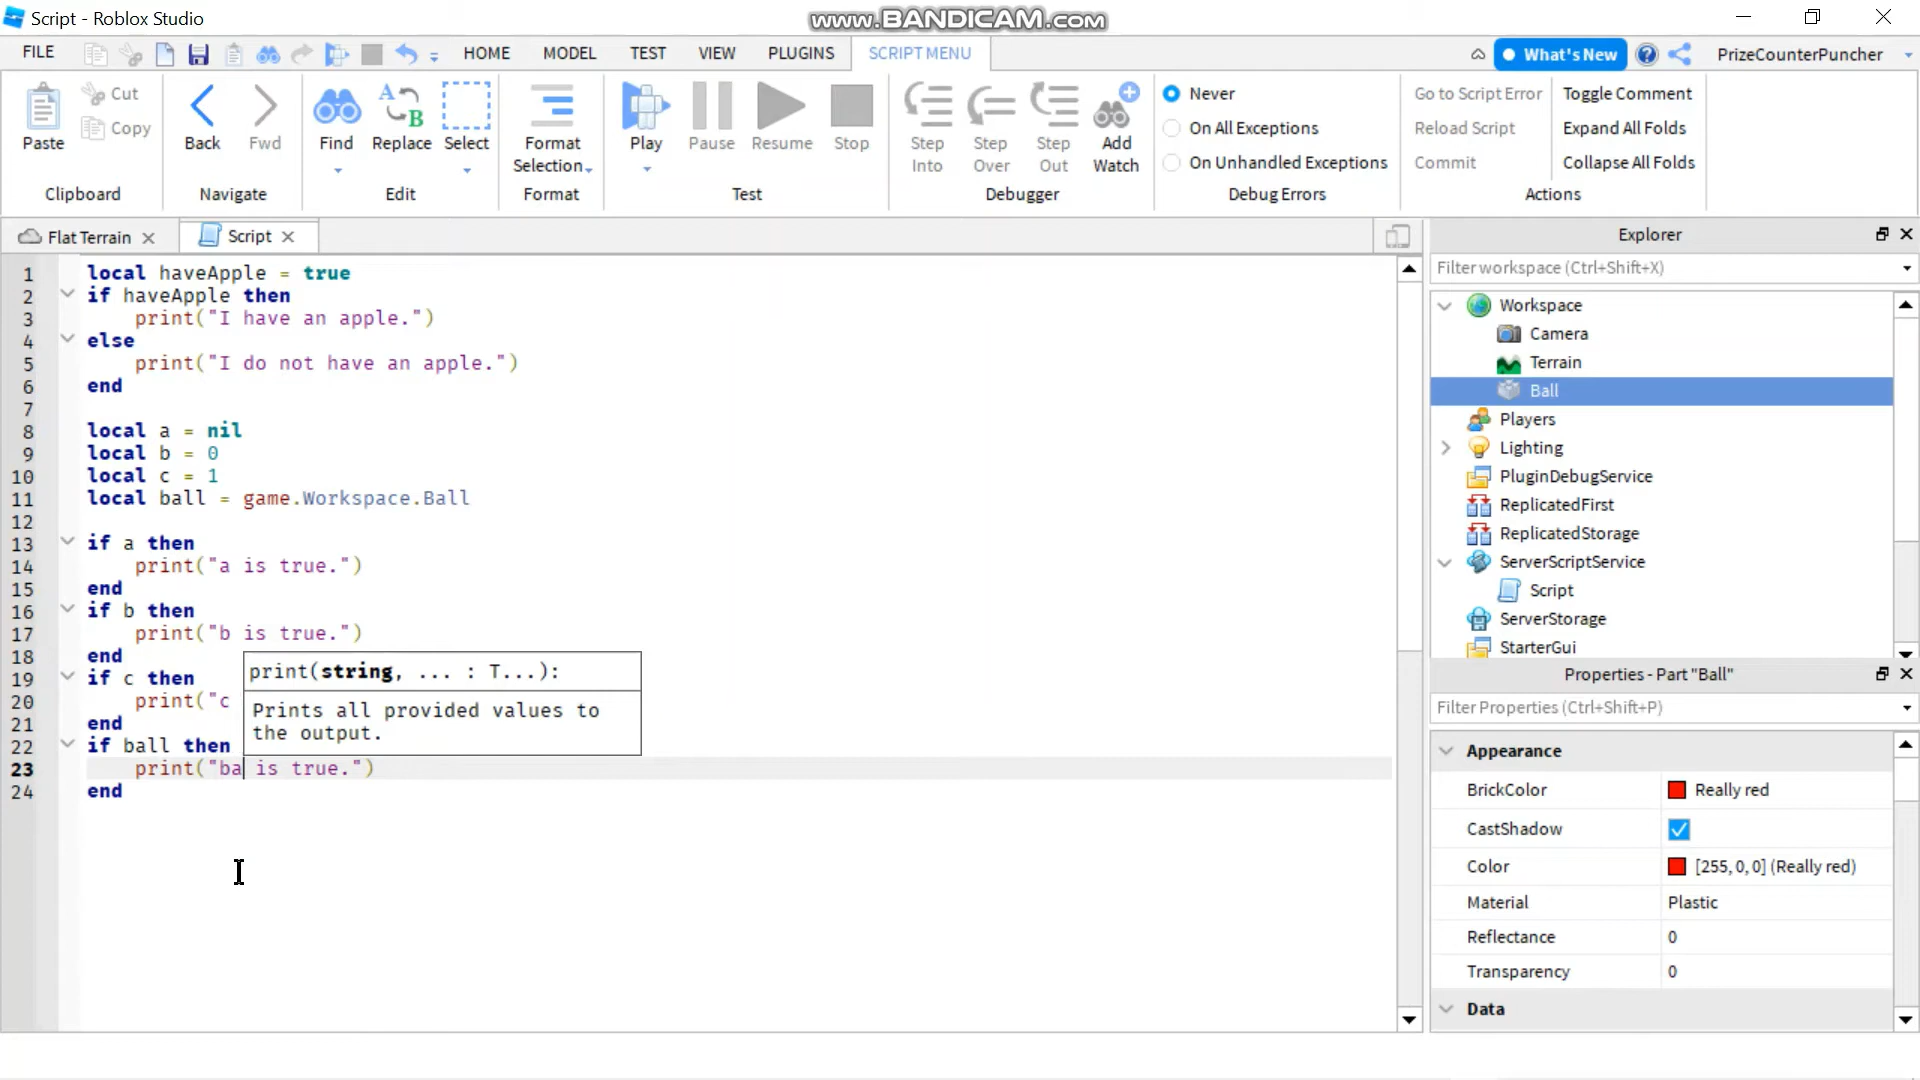 Script - Roblox Studio
www.BANDICAM.com
FILE
HOME
MODEL
TEST
VIEW
PLUGINS
SCRIPT MENU
What's New
PrizeCounterPuncher
Paste
Cut
Copy
Clipboard
Back
Fwd
Navigate
Find
Replace
Select
Edit
Format
Selection
Format
Play
Pause
Resume
Stop
Test
Step
Into
Step
Over
Step
Out
Add
Watch
Debugger
Never
On All Exceptions
On Unhandled Exceptions
Debug Errors
Go to Script Error
Reload Script
Commit
Toggle Comment
Expand All Folds
Collapse All Folds
Actions
Flat Terrain
Script
1 local haveApple = true
2 if haveApple then
3 print("I have an apple.")
4 else
5 print("I do not have an apple.")
6 end
7
8 local a = nil
9 local b = 0
10 local c = 1
11 local ball = game.Workspace.Ball
12
13 if a then
14 print("a is true.")
15 end
16 if b then
17 print("b is true.")
18 end
19 if c then
20 print("c
21 end
22 if ball then
23 print("ba is true.")
24 end
print(string, ... : T...):
Prints all provided values to
the output.
Explorer
Filter workspace (Ctrl+Shift+X)
Workspace
Camera
Terrain
Ball
Players
Lighting
PluginDebugService
ReplicatedFirst
ReplicatedStorage
ServerScriptService
Script
ServerStorage
StarterGui
Properties - Part "Ball"
Filter Properties (Ctrl+Shift+P)
Appearance
BrickColor Really red
CastShadow
Color [255, 0, 0] (Really red)
Material Plastic
Reflectance 0
Transparency 0
Data